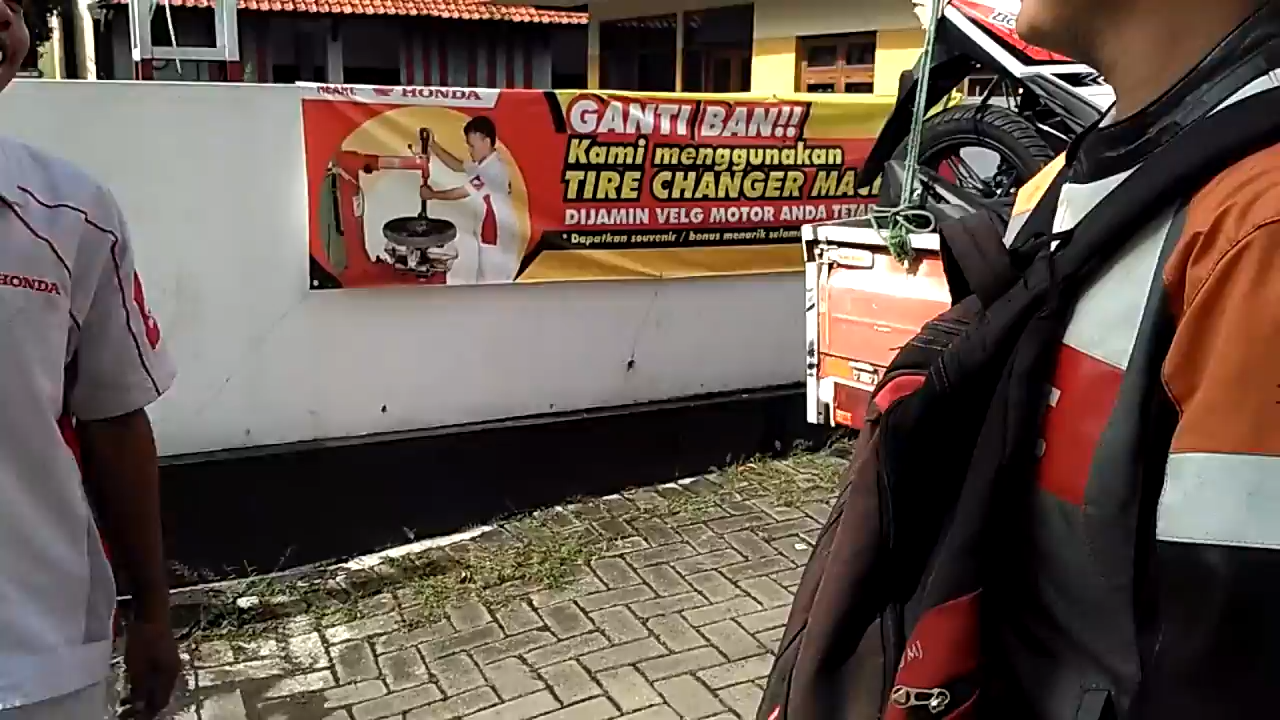 HONDA
GANTI BAN!!
Kami menggunakan
TIRE CHANGER
DIJAMIN VELG MOTOR ANDA
* Dapatkan souvenir / bonus menarik
HONDA